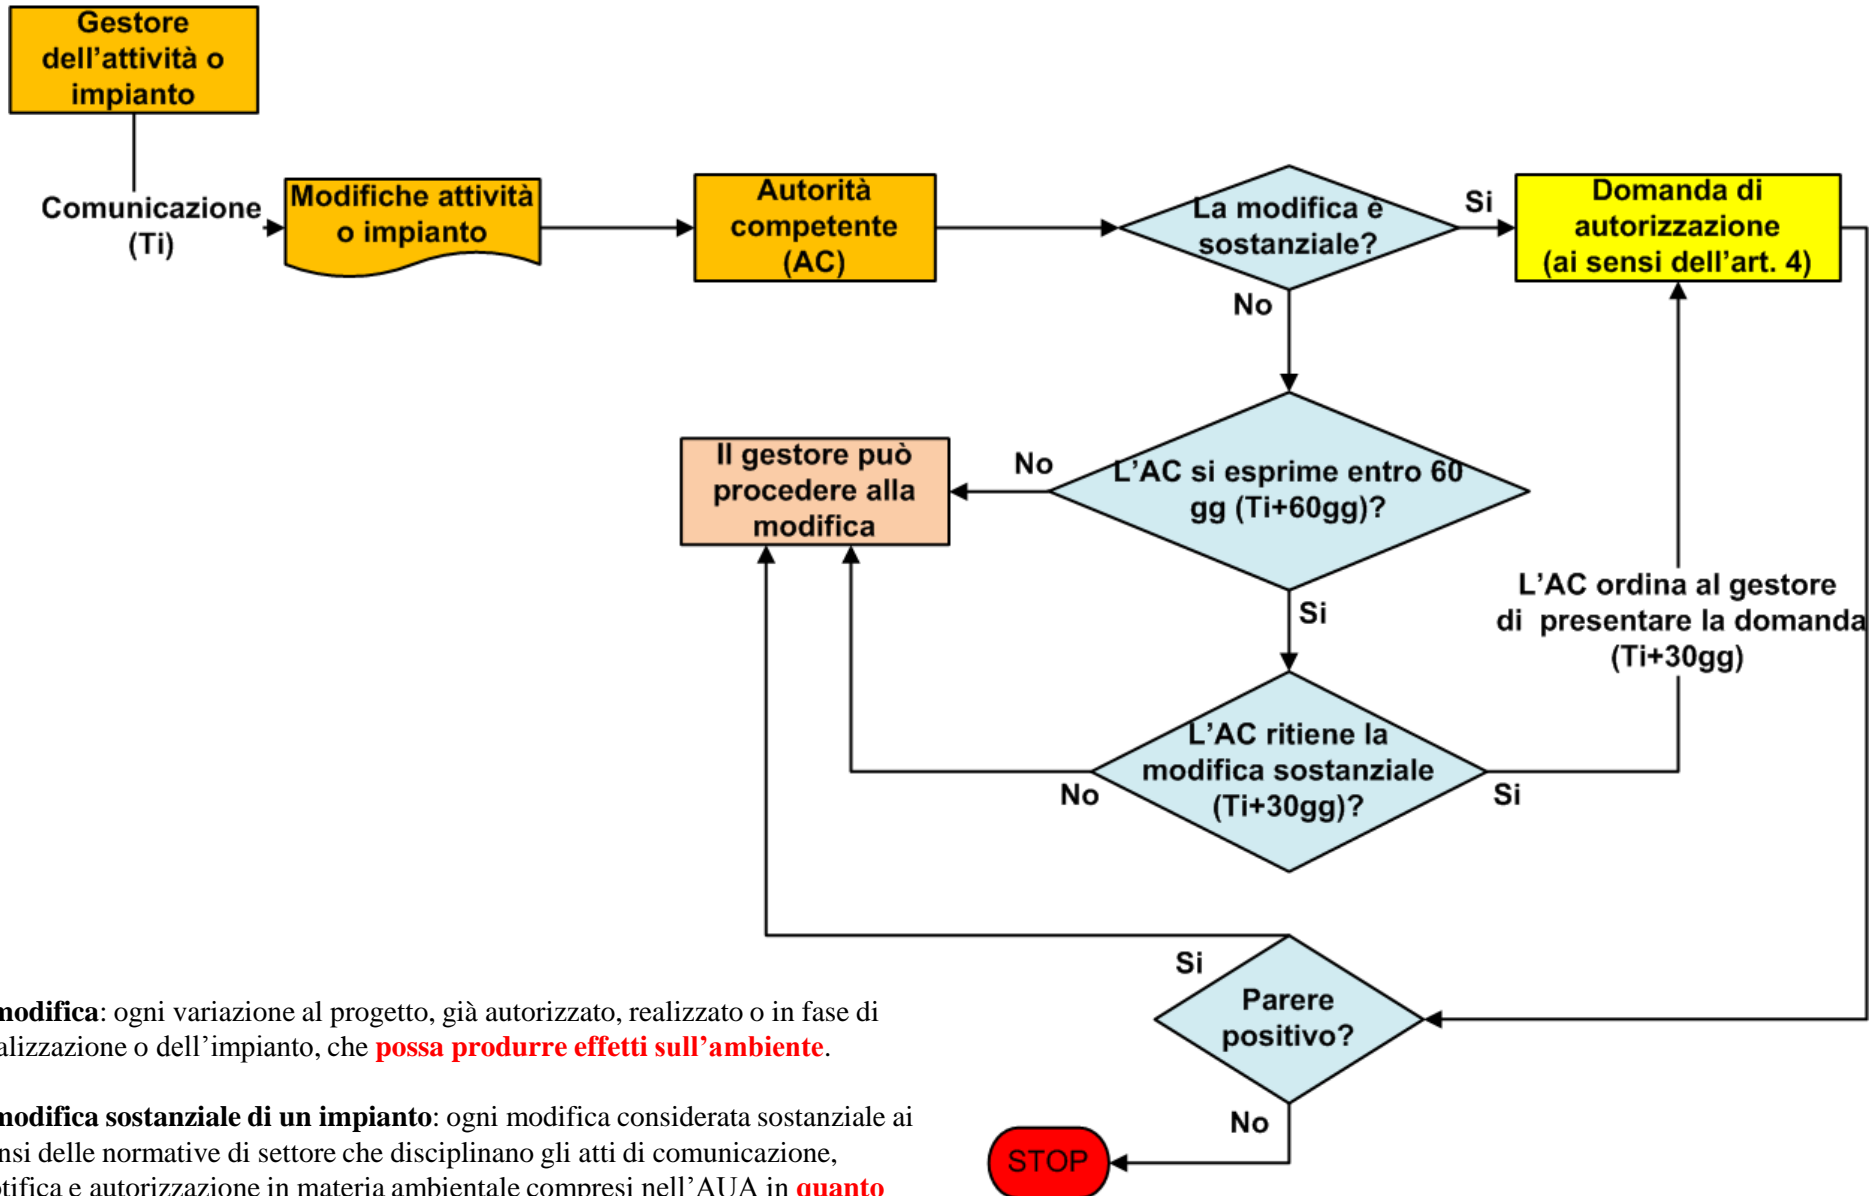 Gestore
dell'attività o
impianto
Comunicazione
(Ti)
Modifiche attività
o impianto
Autorità
competente
(AC)
La modifica è
sostanziale?
Si
Domanda di
autorizzazione
(ai sensi dell'art. 4)
No
Il gestore può
procedere alla
modifica
No
L'AC si esprime entro 60
gg (Ti+60gg)?
Si
L'AC ordina al gestore
di presentare la domanda
(Ti+30gg)
L'AC ritiene la
modifica sostanziale
(Ti+30gg)?
No
Si
Si
Parere
positivo?
No
STOP
modifica: ogni variazione al progetto, già autorizzato, realizzato o in fase di
alizzazione o dell'impianto, che possa produrre effetti sull'ambiente.
modifica sostanziale di un impianto: ogni modifica considerata sostanziale ai
nsi delle normative di settore che disciplinano gli atti di comunicazione,
otifica e autorizzazione in materia ambientale compresi nell'AUA in quanto